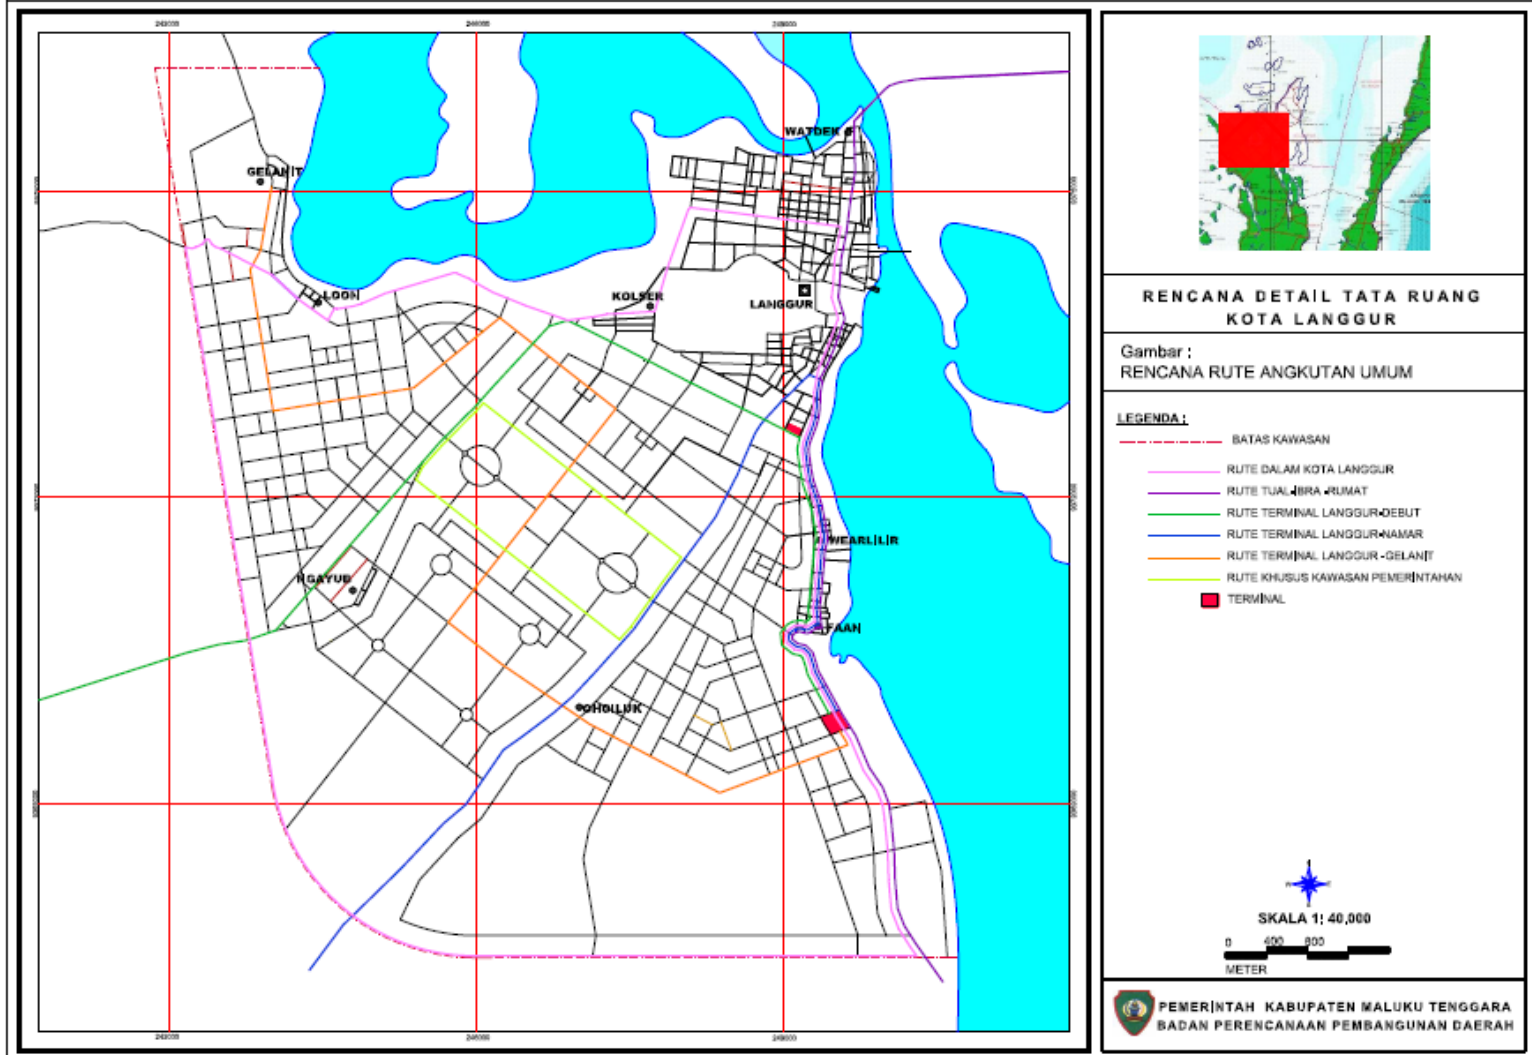 WATDEK
GELANIT
LOON
KOLSER
LANGGUR
WEARLILIR
NGAYUB
FAAN
OHOILUK
RENCANA DETAIL TATA RUANG
KOTA LANGGUR
Gambar :
RENCANA RUTE ANGKUTAN UMUM
LEGENDA :
BATAS KAWASAN
RUTE DALAM KOTA LANGGUR
RUTE TUAL-IBRA -RUMAT
RUTE TERMINAL LANGGUR-DEBUT
RUTE TERMINAL LANGGUR-NAMAR
RUTE TERMINAL LANGGUR -GELANIT
RUTE KHUSUS KAWASAN PEMERINTAHAN
TERMINAL
SKALA 1: 40,000
0 400 800
METER
PEMERINTAH KABUPATEN MALUKU TENGGARA
BADAN PERENCANAAN PEMBANGUNAN DAERAH